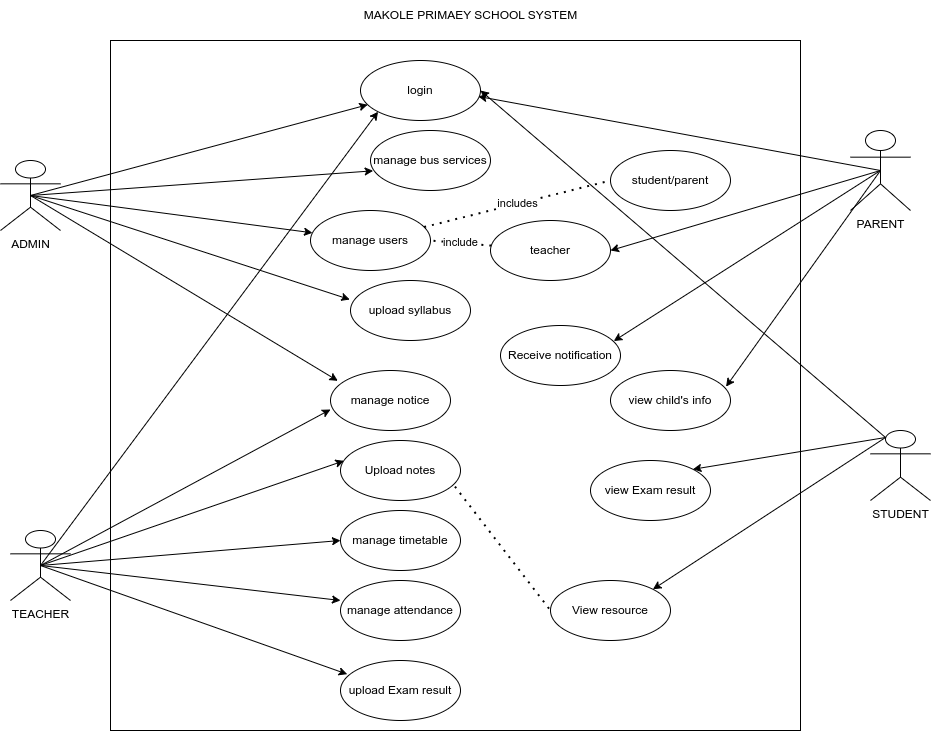 MAKOLE PRIMAEY SCHOOL SYSTEM
login
manage bus services
student/parent
includes
manage users
include
teacher
upload syllabus
Receive notification
manage notice
view child's info
Upload notes
view Exam result
manage timetable
manage attendance
View resource
upload Exam result
ADMIN
TEACHER
PARENT
STUDENT